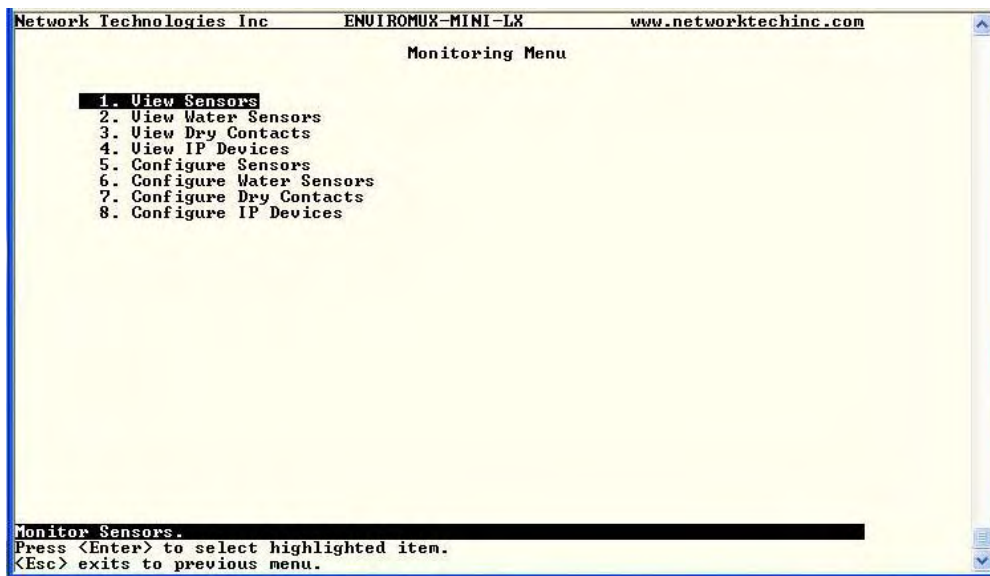 Network Technologies Inc ENVIROMUX-MINI-LX www.networktechinc.com
Monitoring Menu
1. View Sensors
2. View Water Sensors
3. View Dry Contacts
4. View IP Devices
5. Configure Sensors
6. Configure Water Sensors
7. Configure Dry Contacts
8. Configure IP Devices
Monitor Sensors.
Press <Enter> to select highlighted item.
<Esc> exits to previous menu.